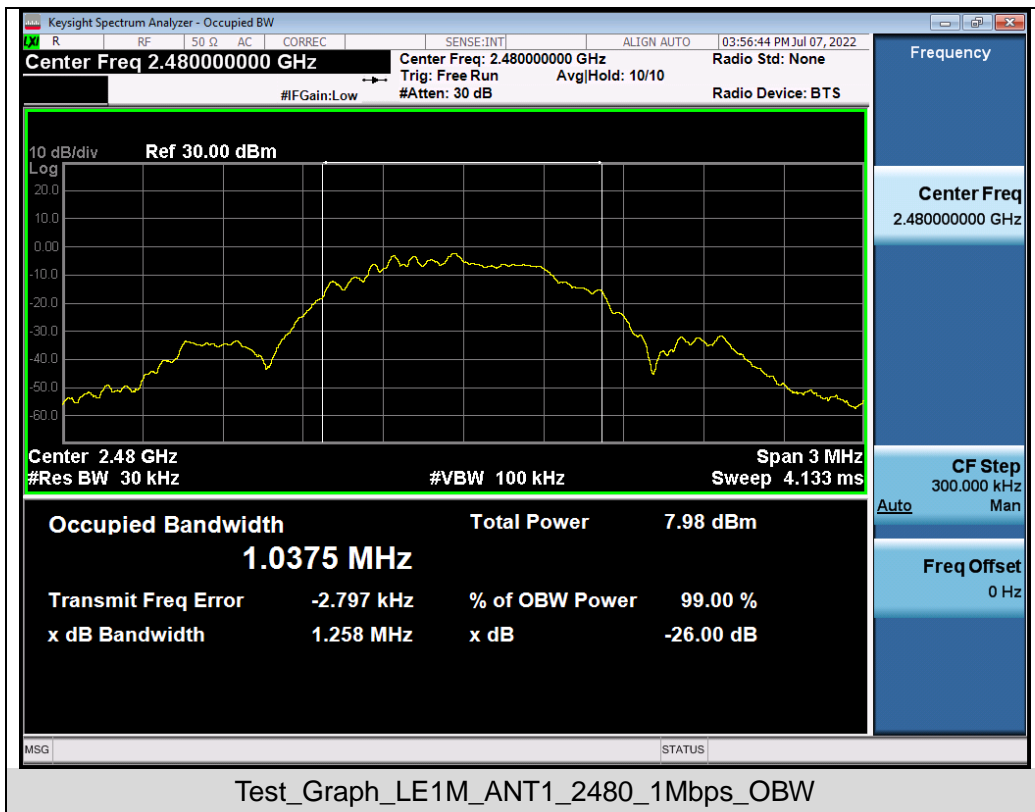 Keysight Spectrum Analyzer - Occupied BW
LXI R RF 50 Ω AC CORREC SENSE:INT ALIGN AUTO 03:56:44 PM Jul 07, 2022
Center Freq 2.480000000 GHz
Center Freq: 2.480000000 GHz Radio Std: None
Trig: Free Run Avg|Hold: 10/10
#IFGain:Low #Atten: 30 dB Radio Device: BTS
10 dB/div Ref 30.00 dBm
Log
20.0
10.0
0.00
-10.0
-20.0
-30.0
-40.0
-50.0
-60.0
Center 2.48 GHz Span 3 MHz
#Res BW 30 kHz #VBW 100 kHz Sweep 4.133 ms
Occupied Bandwidth Total Power 7.98 dBm
1.0375 MHz
Transmit Freq Error -2.797 kHz % of OBW Power 99.00 %
x dB Bandwidth 1.258 MHz x dB -26.00 dB
MSG STATUS
Frequency
Center Freq
2.480000000 GHz
CF Step
300.000 kHz
Auto Man
Freq Offset
0 Hz
Test_Graph_LE1M_ANT1_2480_1Mbps_OBW